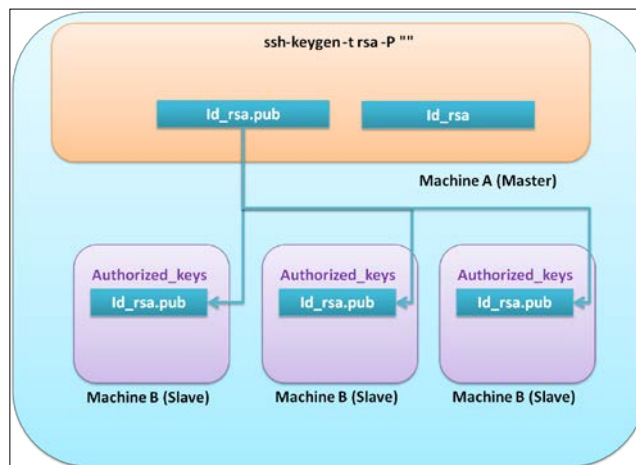 ssh-keygen -t rsa -P ""
Id_rsa.pub
Id_rsa
Machine A (Master)
Authorized_keys
Id_rsa.pub
Authorized_keys
Id_rsa.pub
Authorized_keys
Id_rsa.pub
Machine B (Slave)
Machine B (Slave)
Machine B (Slave)